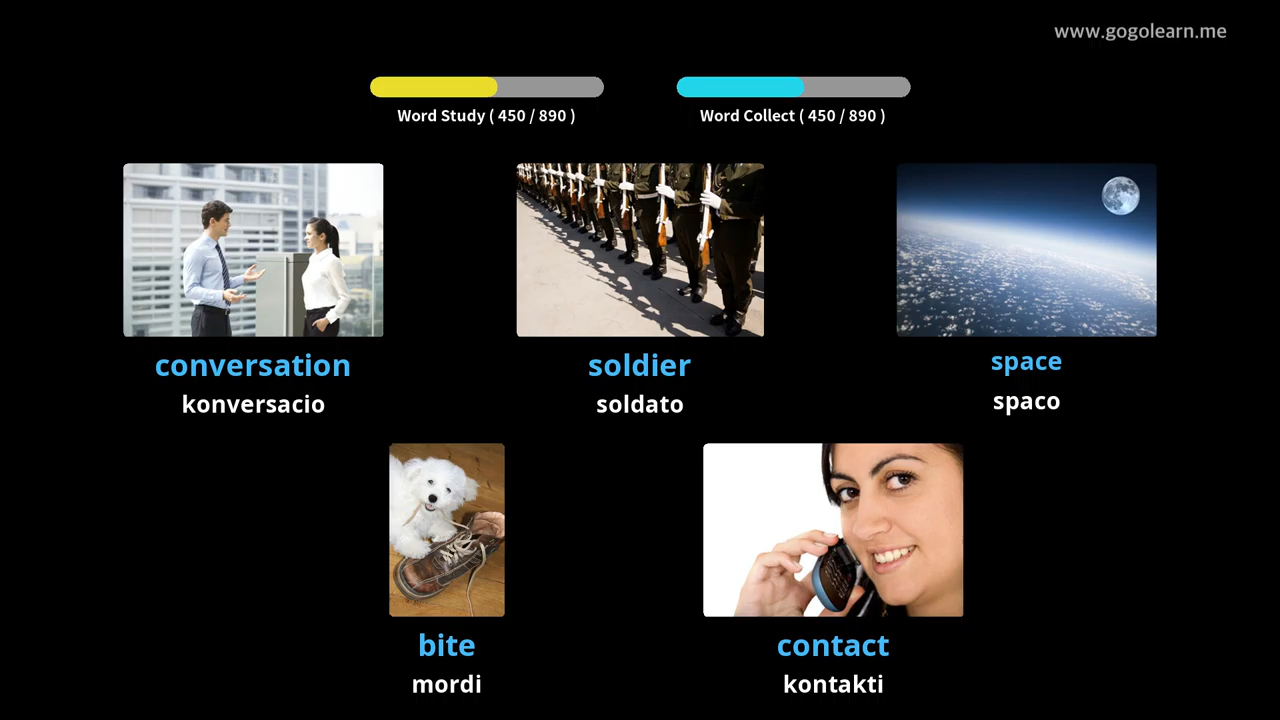 www.gogolearn.me
Word Study ( 450 / 890 )
Word Collect ( 450 / 890 )
conversation
konversacio
soldier
soldato
space
spaco
bite
mordi
contact
kontakti